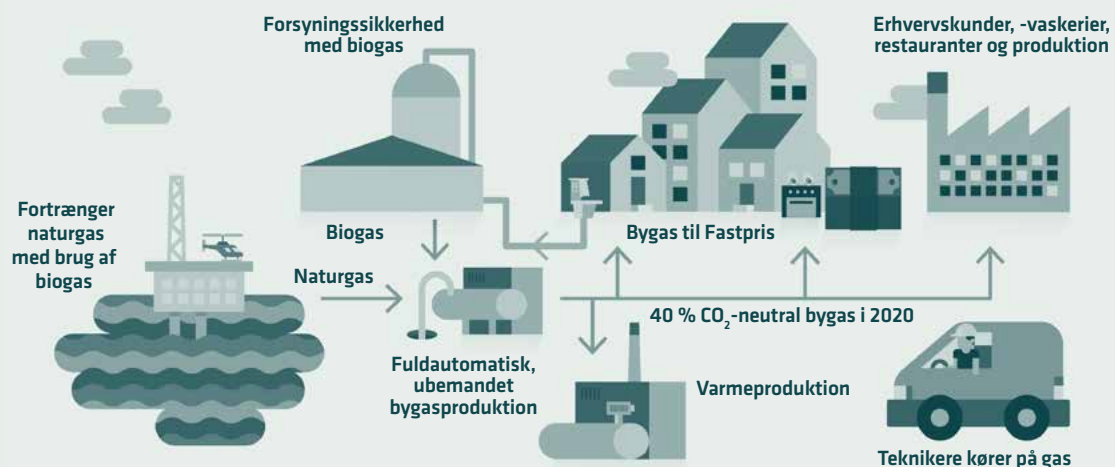 Forsyningssikkerhed
med biogas
Erhvervskunder, -vaskerier,
restauranter og produktion
Fortrænger
naturgas
med brug af
biogas
Biogas
Bygas til Fastpris
Naturgas
40 % CO₂-neutral bygas i 2020
Fuldautomatisk,
ubemandet
bygasproduktion
Varmeproduktion
Teknikere kører på gas